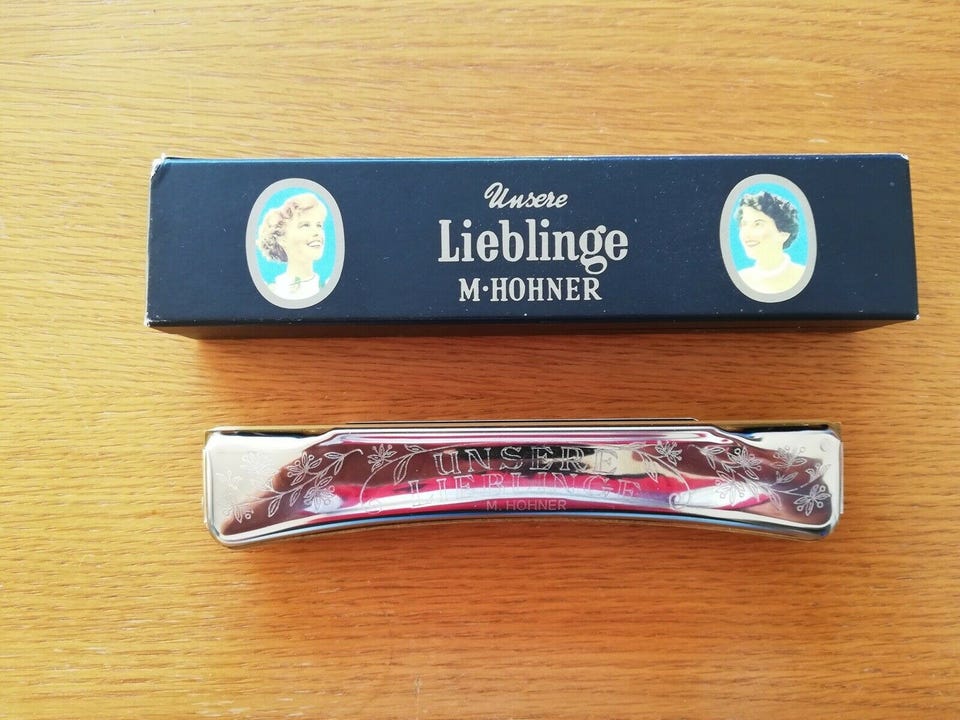 Unsere
Lieblinge
M·HOHNER
UNSERE
LIEBLINGE
M. HOHNER